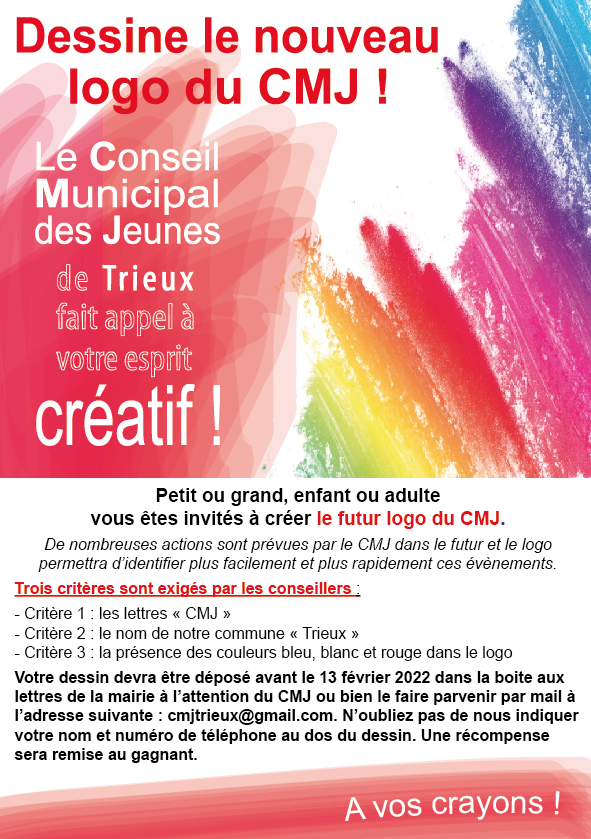 Dessine le nouveau
logo du CMJ !
Le Conseil
Municipal
des Jeunes
de Trieux
fait appel à
votre esprit
créatif !
Petit ou grand, enfant ou adulte
vous êtes invités à créer le futur logo du CMJ.
De nombreuses actions sont prévues par le CMJ dans le futur et le logo
permettra d'identifier plus facilement et plus rapidement ces évènements.
Trois critères sont exigés par les conseillers :
- Critère 1 : les lettres « CMJ »
- Critère 2 : le nom de notre commune « Trieux »
- Critère 3 : la présence des couleurs bleu, blanc et rouge dans le logo
Votre dessin devra être déposé avant le 13 février 2022 dans la boite aux
lettres de la mairie à l'attention du CMJ ou bien le faire parvenir par mail à
l'adresse suivante : cmjtrieux@gmail.com. N'oubliez pas de nous indiquer
votre nom et numéro de téléphone au dos du dessin. Une récompense
sera remise au gagnant.
A vos crayons !